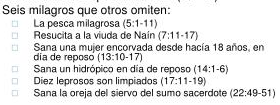 Seis milagros que otros omiten:
La pesca milagrosa (5:1-11)
Resucita a la viuda de Naín (7:11-17)
Sana una mujer encorvada desde hacía 18 años, en
día de reposo (13:10-17)
Sana un hidrópico en día de reposo (14:1-6)
Diez leprosos son limpiados (17:11-19)
Sana la oreja del siervo del sumo sacerdote (22:49-51)